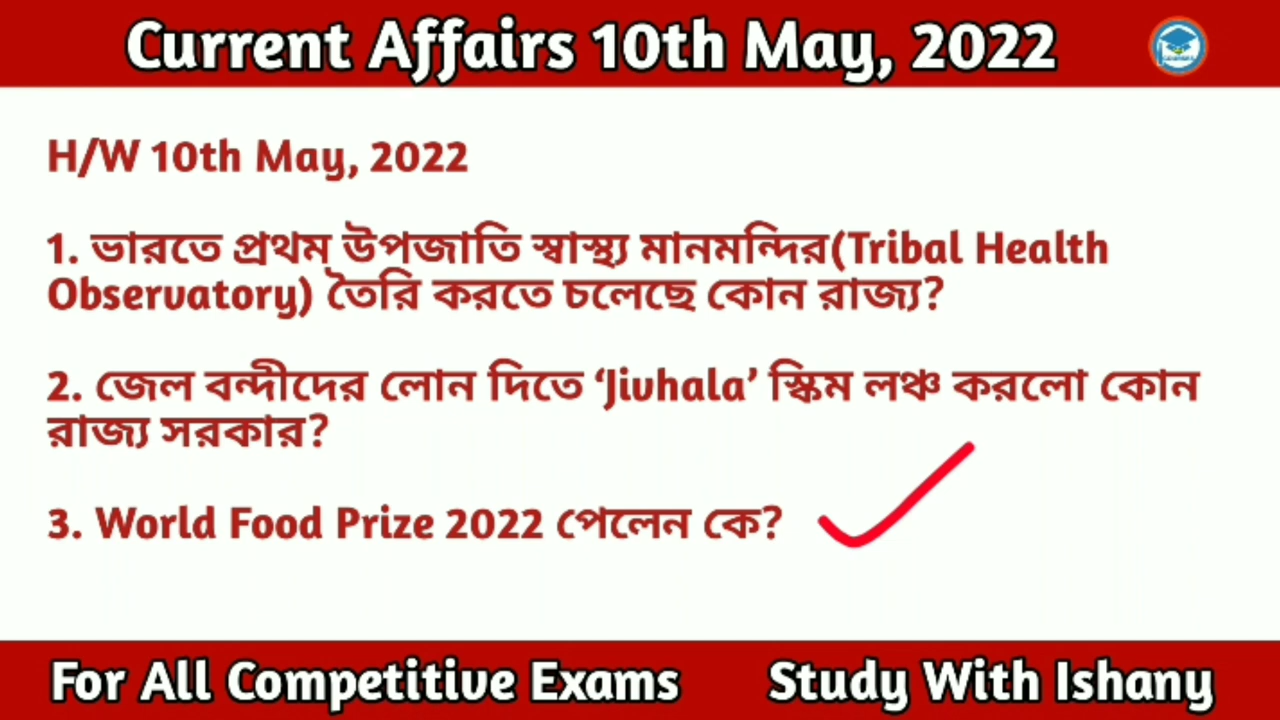 Current Affairs 10th May, 2022
H/W 10th May, 2022
1. ভারতে প্রথম উপজাতি স্বাস্থ্য মানমন্দির(Tribal Health
Observatory) তৈরি করতে চলেছে কোন রাজ্য?
2. জেল বন্দীদের লোন দিতে ‘Jivhala’ স্কিম লঞ্চ করলো কোন
রাজ্য সরকার?
3. World Food Prize 2022 পেলেন কে?
For All Competitive Exams Study With Ishany